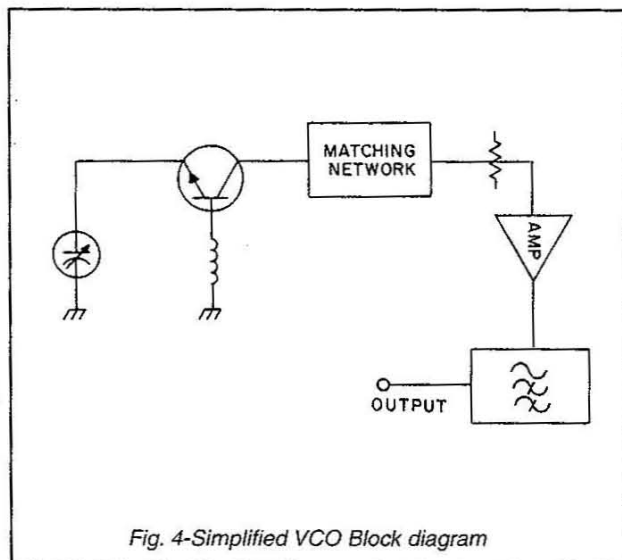 MATCHING
NETWORK
AMP
OUTPUT
Fig. 4-Simplified VCO Block diagram